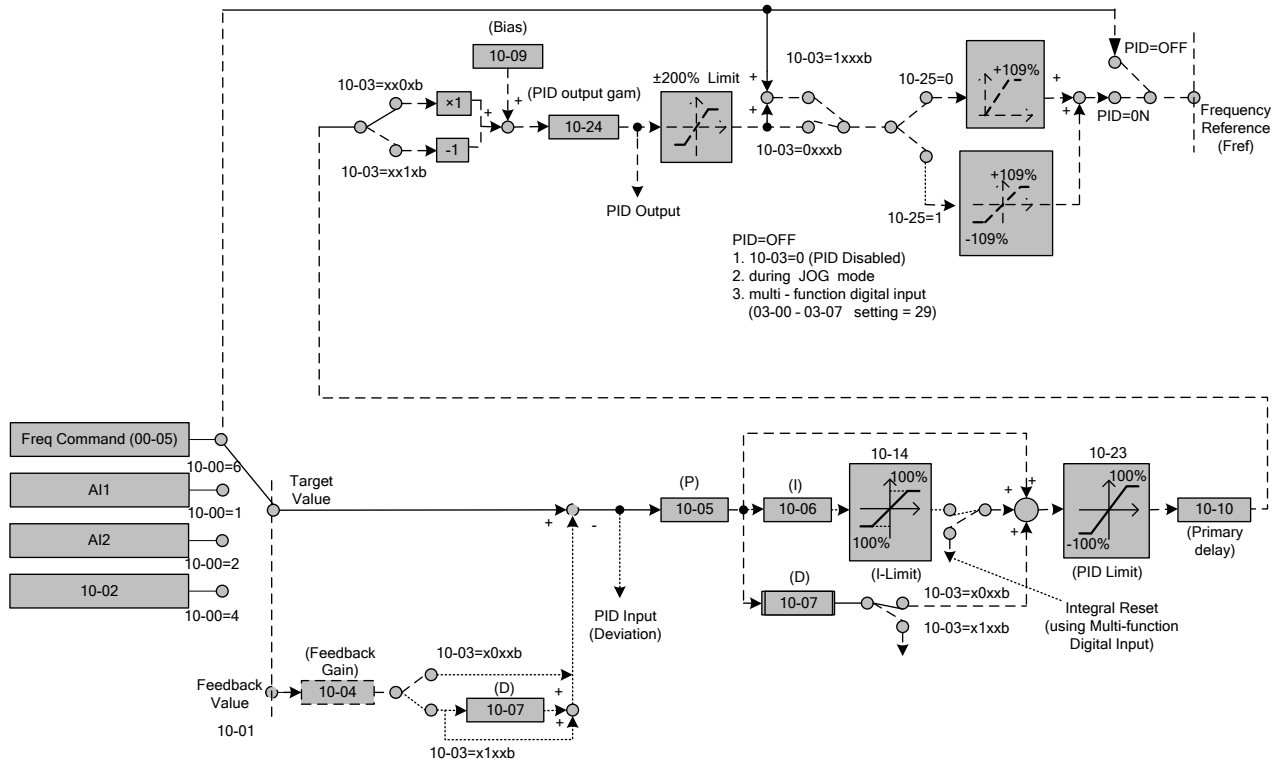 (Bias)
10-09
10-03=xx0xb
×1
-1
10-03=xx1xb
+
+
+
(PID output gam)
10-24
PID Output
±200% Limit
+
+
10-03=1xxxb
10-03=0xxxb
10-25=0
+109%
10-25=1
+109%
-109%
+
+
PID=OFF
PID=0N
Frequency
Reference
(Fref)
PID=OFF
1. 10-03=0 (PID Disabled)
2. during JOG mode
3. multi - function digital input
(03-00 - 03-07 setting = 29)
Freq Command (00-05)
10-00=6
AI1
10-00=1
AI2
10-00=2
10-02
10-00=4
Target
Value
+
-
PID Input
(Deviation)
(P)
10-05
(I)
10-06
10-14
100%
100%
(I-Limit)
+
+
+
10-23
100%
-100%
(PID Limit)
10-10
(Primary
delay)
(D)
10-07
10-03=x0xxb
10-03=x1xxb
Integral Reset
(using Multi-function
Digital Input)
Feedback
Value
10-01
(Feedback
Gain)
10-04
10-03=x0xxb
(D)
10-07
+
+
10-03=x1xxb